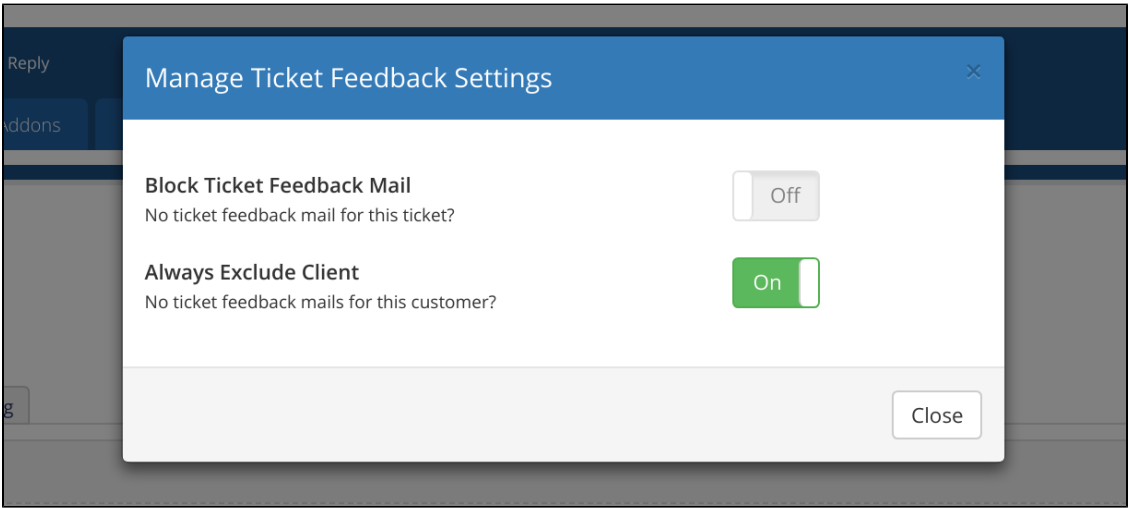 Reply
Manage Ticket Feedback Settings
×
Addons
Block Ticket Feedback Mail
Off
No ticket feedback mail for this ticket?
Always Exclude Client
On
No ticket feedback mails for this customer?
g
Close